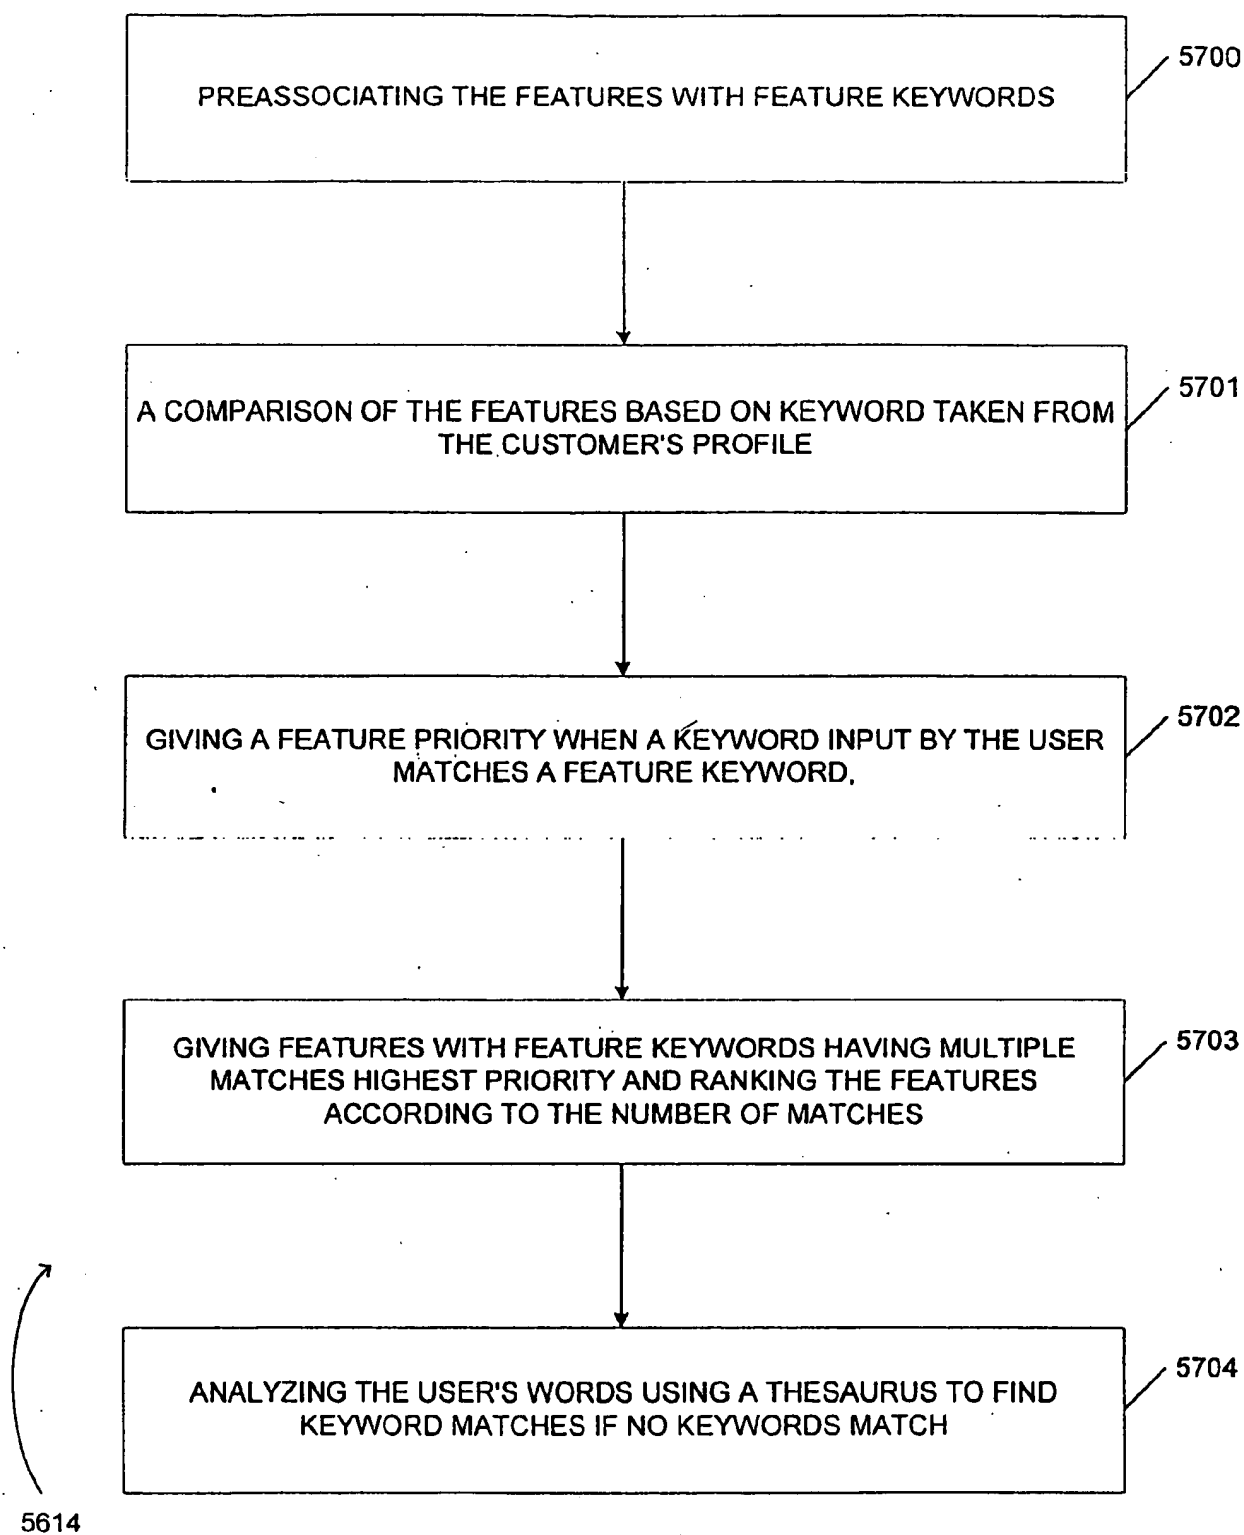 PREASSOCIATING THE FEATURES WITH FEATURE KEYWORDS
5700
A COMPARISON OF THE FEATURES BASED ON KEYWORD TAKEN FROM
THE CUSTOMER'S PROFILE
5701
GIVING A FEATURE PRIORITY WHEN A KEYWORD INPUT BY THE USER
MATCHES A FEATURE KEYWORD,
5702
GIVING FEATURES WITH FEATURE KEYWORDS HAVING MULTIPLE
MATCHES HIGHEST PRIORITY AND RANKING THE FEATURES
ACCORDING TO THE NUMBER OF MATCHES
5703
ANALYZING THE USER'S WORDS USING A THESAURUS TO FIND
KEYWORD MATCHES IF NO KEYWORDS MATCH
5704
5614